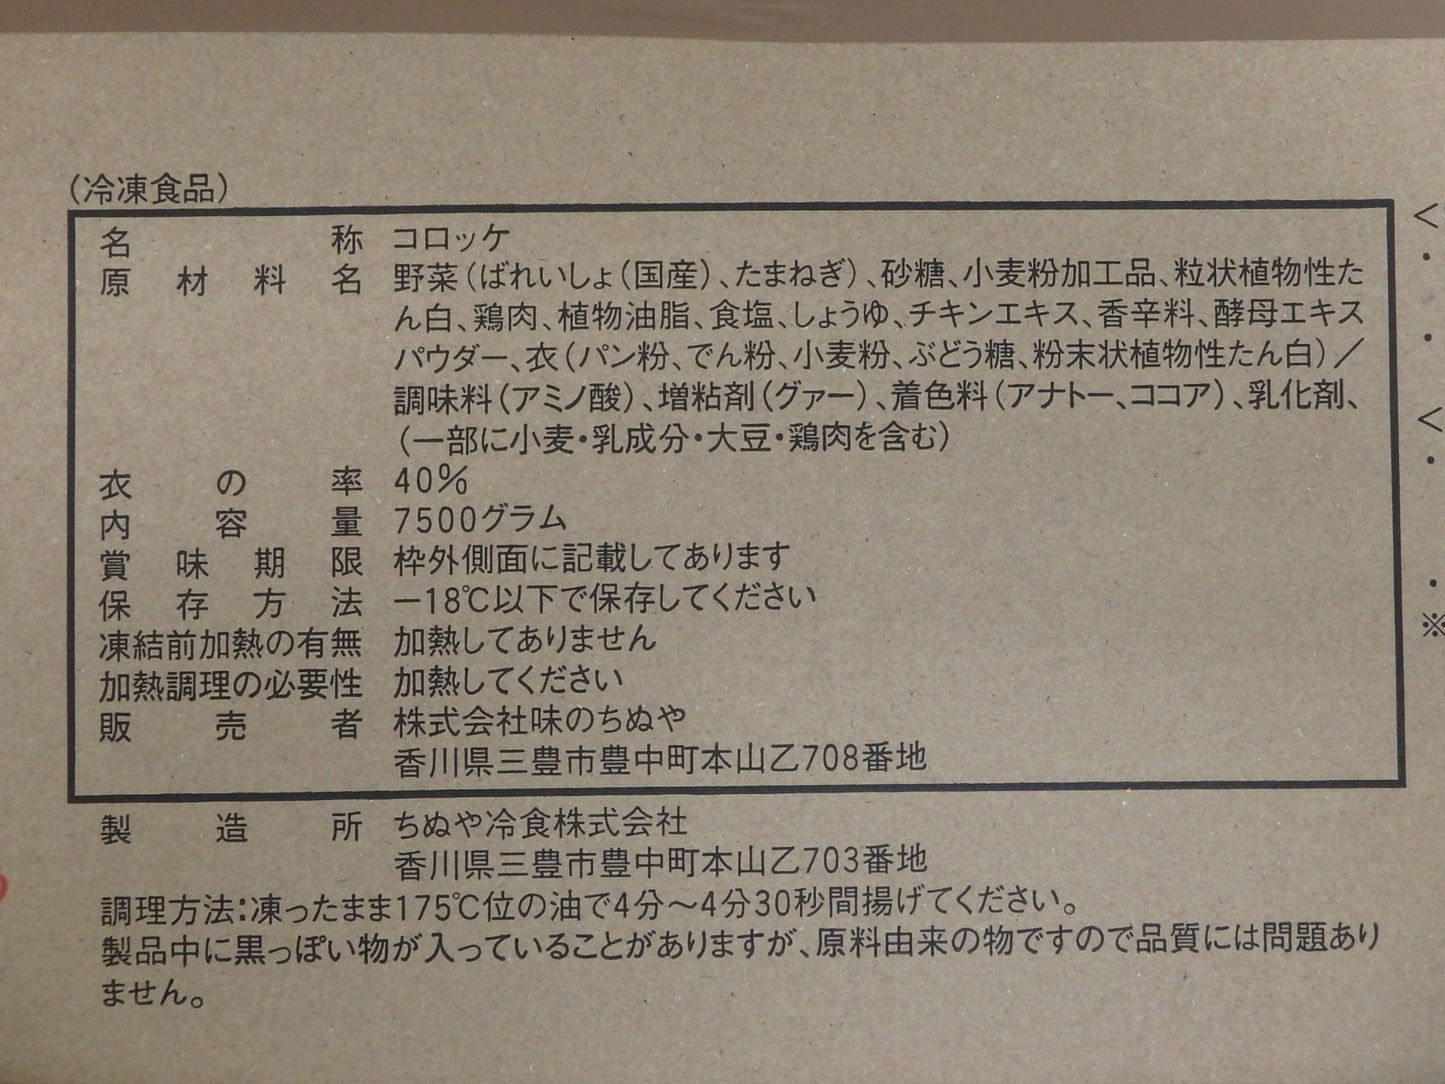 (冷凍食品)
名称 コロッケ
原材料名 野菜(ばれいしょ(国産)、たまねぎ)、砂糖、小麦粉加工品、粒状植物性た
ん白、鶏肉、植物油脂、食塩、しょうゆ、チキンエキス、香辛料、酵母エキス
パウダー、衣(パン粉、でん粉、小麦粉、ぶどう糖、粉末状植物性たん白)/
調味料(アミノ酸)、増粘剤(グァー)、着色料(アナトー、ココア)、乳化剤、
(一部に小麦・乳成分・大豆・鶏肉を含む)
衣の率 40%
内容量 7500グラム
賞味期限 枠外側面に記載してあります
保存方法 −18℃以下で保存してください
凍結前加熱の有無 加熱してありません
加熱調理の必要性 加熱してください
販売者 株式会社味のちぬや
香川県三豊市豊中町本山乙708番地
製造所 ちぬや冷食株式会社
香川県三豊市豊中町本山乙703番地
調理方法:凍ったまま175℃位の油で4分〜4分30秒間揚げてください。
製品中に黒っぽい物が入っていることがありますが、原料由来の物ですので品質には問題あり
ません。
<
・
・
<
・
・
※